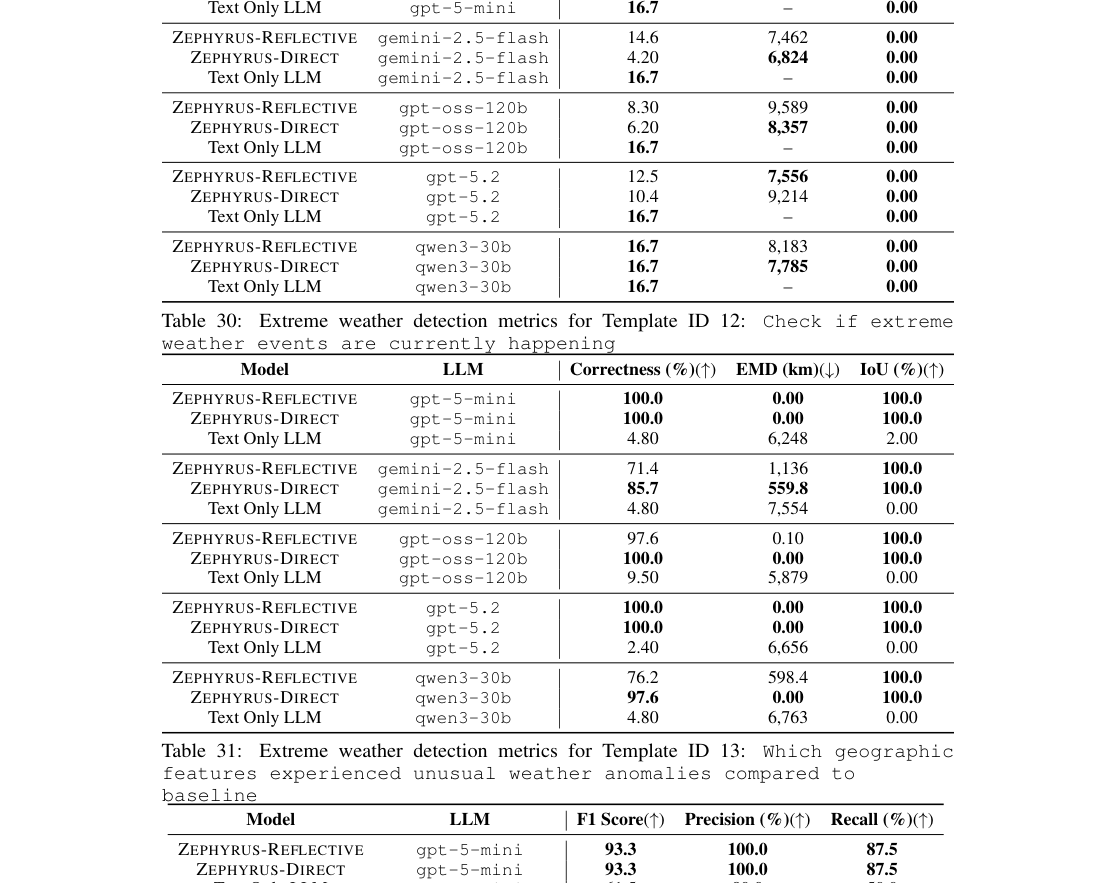 Text Only LLM gpt-5-mini 16.7 – 0.00
ZEPHYRUS-REFLECTIVE gemini-2.5-flash 14.6 7,462 0.00
ZEPHYRUS-DIRECT gemini-2.5-flash 4.20 6,824 0.00
Text Only LLM gemini-2.5-flash 16.7 – 0.00
ZEPHYRUS-REFLECTIVE gpt-oss-120b 8.30 9,589 0.00
ZEPHYRUS-DIRECT gpt-oss-120b 6.20 8,357 0.00
Text Only LLM gpt-oss-120b 16.7 – 0.00
ZEPHYRUS-REFLECTIVE gpt-5.2 12.5 7,556 0.00
ZEPHYRUS-DIRECT gpt-5.2 10.4 9,214 0.00
Text Only LLM gpt-5.2 16.7 – 0.00
ZEPHYRUS-REFLECTIVE qwen3-30b 16.7 8,183 0.00
ZEPHYRUS-DIRECT qwen3-30b 16.7 7,785 0.00
Text Only LLM qwen3-30b 16.7 – 0.00
Table 30: Extreme weather detection metrics for Template ID 12: Check if extreme
weather events are currently happening
Model LLM Correctness (%)(↑) EMD (km)(↓) IoU (%)(↑)
ZEPHYRUS-REFLECTIVE gpt-5-mini 100.0 0.00 100.0
ZEPHYRUS-DIRECT gpt-5-mini 100.0 0.00 100.0
Text Only LLM gpt-5-mini 4.80 6,248 2.00
ZEPHYRUS-REFLECTIVE gemini-2.5-flash 71.4 1,136 100.0
ZEPHYRUS-DIRECT gemini-2.5-flash 85.7 559.8 100.0
Text Only LLM gemini-2.5-flash 4.80 7,554 0.00
ZEPHYRUS-REFLECTIVE gpt-oss-120b 97.6 0.10 100.0
ZEPHYRUS-DIRECT gpt-oss-120b 100.0 0.00 100.0
Text Only LLM gpt-oss-120b 9.50 5,879 0.00
ZEPHYRUS-REFLECTIVE gpt-5.2 100.0 0.00 100.0
ZEPHYRUS-DIRECT gpt-5.2 100.0 0.00 100.0
Text Only LLM gpt-5.2 2.40 6,656 0.00
ZEPHYRUS-REFLECTIVE qwen3-30b 76.2 598.4 100.0
ZEPHYRUS-DIRECT qwen3-30b 97.6 0.00 100.0
Text Only LLM qwen3-30b 4.80 6,763 0.00
Table 31: Extreme weather detection metrics for Template ID 13: Which geographic
features experienced unusual weather anomalies compared to
baseline
Model LLM F1 Score(↑) Precision (%)(↑) Recall (%)(↑)
ZEPHYRUS-REFLECTIVE gpt-5-mini 93.3 100.0 87.5
ZEPHYRUS-DIRECT gpt-5-mini 93.3 100.0 87.5